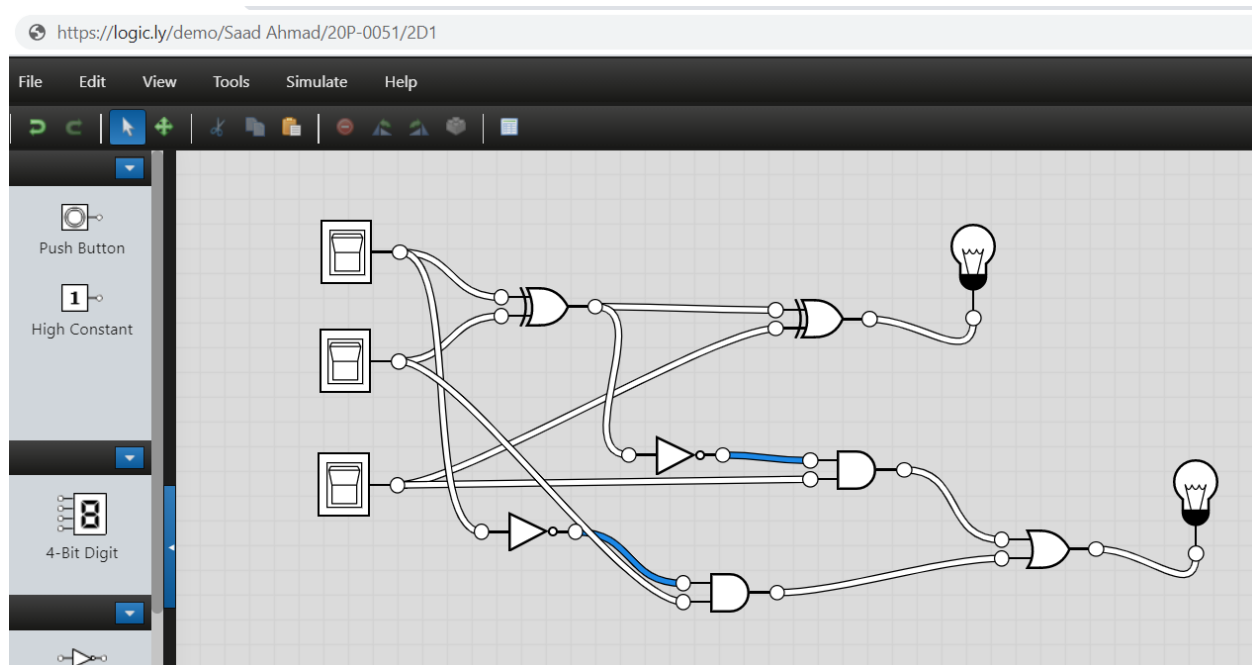 https://logic.ly/demo/Saad Ahmad/20P-0051/2D1
File Edit View Tools Simulate Help
Push Button
1
High Constant
8
4-Bit Digit